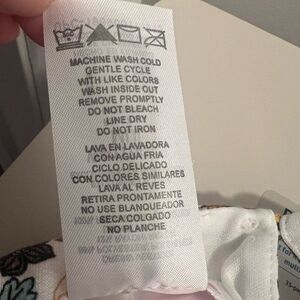 MACHINE WASH COLD
GENTLE CYCLE
WITH LIKE COLORS
WASH INSIDE OUT
REMOVE PROMPTLY
DO NOT BLEACH
LINE DRY
DO NOT IRON
LAVA EN LAVADORA
CON AGUA FRIA
CICLO DELICADO
CON COLORES SIMILARES
LAVA AL REVES
RETIRA PRONTAMENTE
NO USE BLANQUEADOR
SECA COLGADO
NO PLANCHE